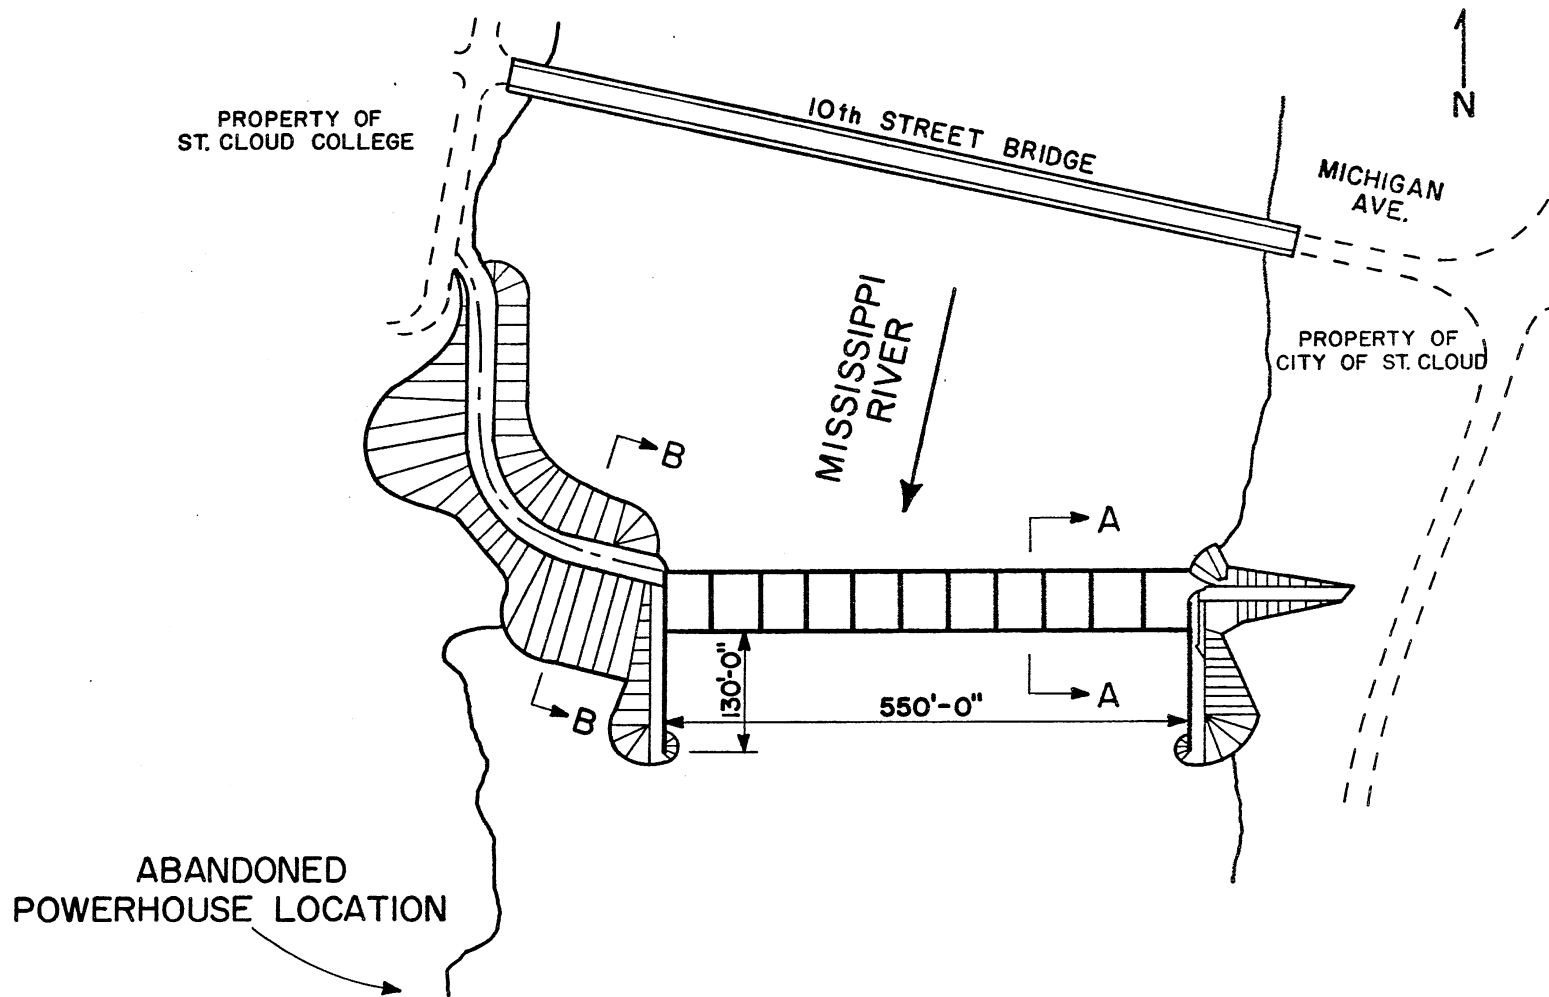 N
PROPERTY OF
ST. CLOUD COLLEGE
10th STREET BRIDGE
MICHIGAN
AVE.
MISSISSIPPI
RIVER
PROPERTY OF
CITY OF ST. CLOUD
B
A
130'-0"
550'-0"
A
B
ABANDONED
POWERHOUSE LOCATION